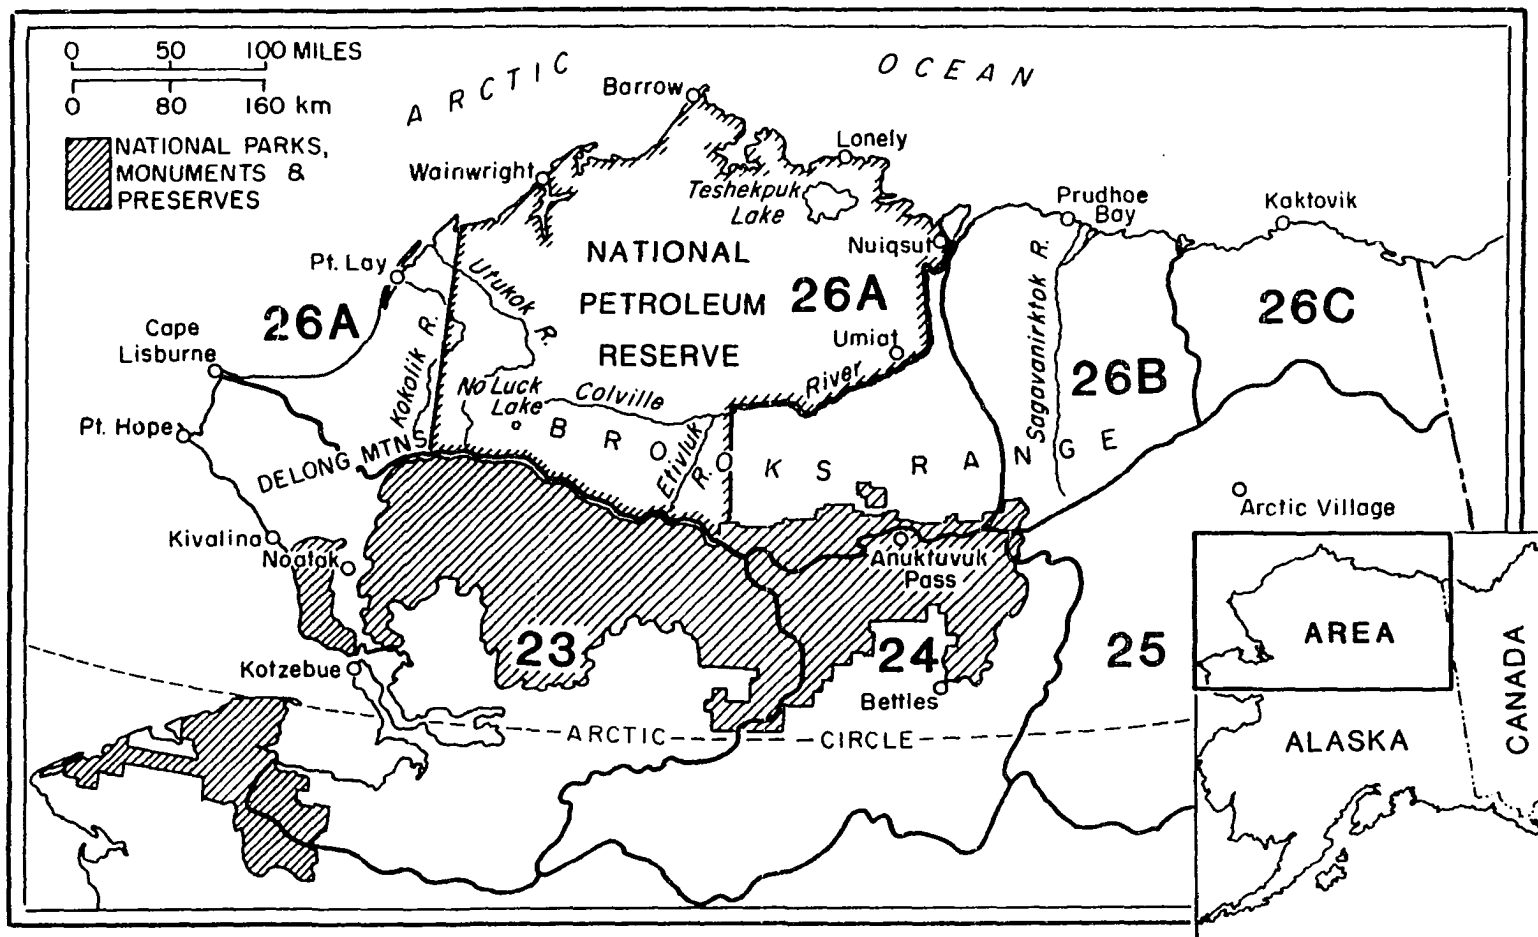 0 50 100 MILES
0 80 160 km
NATIONAL PARKS,
MONUMENTS &
PRESERVES
ARCTIC OCEAN
Barrow
Lonely
Wainwright
Teshekpuk
Lake
Prudhoe
Bay
Kaktovik
Nuiqsut
Pt. Lay
Utukok R.
NATIONAL
PETROLEUM
RESERVE
26A
26A
Sagavanirktok R.
26C
Cape
Lisburne
Kokolik R.
Umiat
26B
No Luck
Lake
Colville
River
Pt. Hope
DELONG MTNS
BROOKS RANGE
Etivluk
R.
Arctic Village
Kivalina
Noatak
Anuktuvuk
Pass
23
24
25
Kotzebue
Bettles
ARCTIC CIRCLE
AREA
ALASKA
CANADA